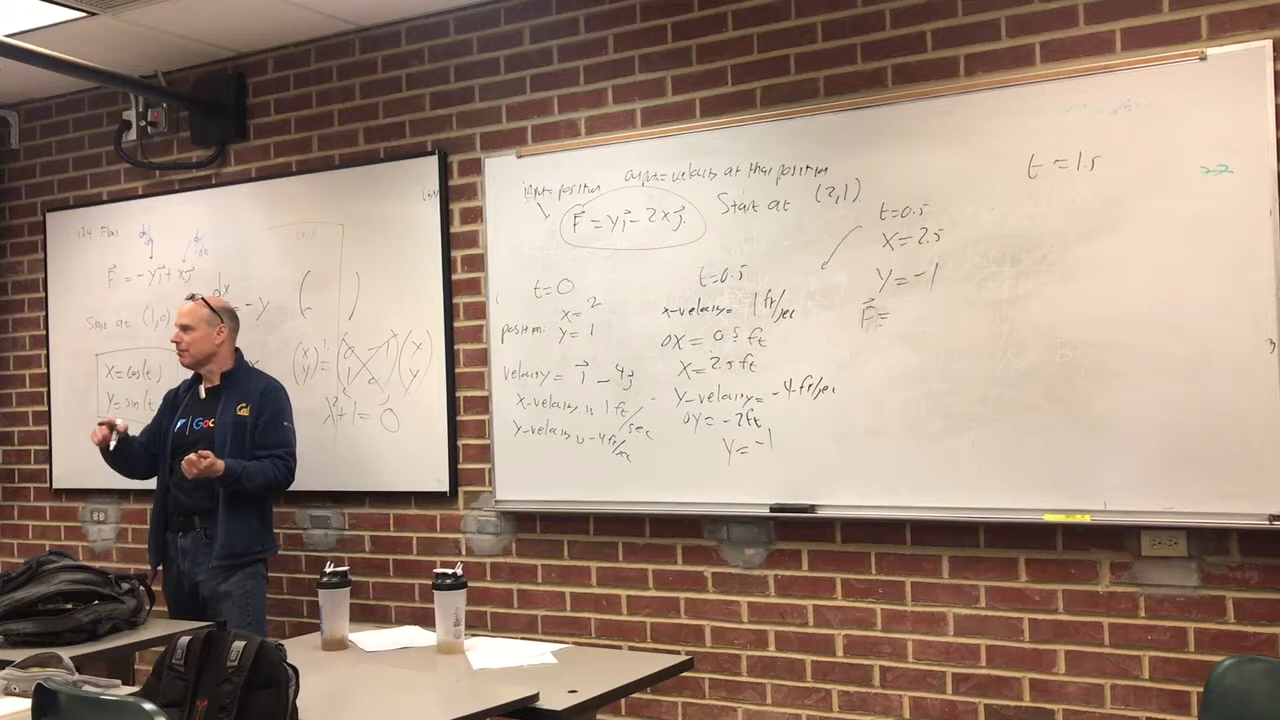 F⃗ = -yi⃗ + xj⃗
dx
= -y
Start at (1,0)
x = cos(t)
y = sin(t
λ²+1 = 0
Google
Cal
input = position
output = velocity at that position
F⃗ = yi⃗ - 2xj⃗
Start at (2,1)
t = 1.5
t=0
x = 2
position: y = 1
velocity = i⃗ - 4j⃗
x-velocity is 1 ft/sec
y-velocity is -4 ft/sec
t=0.5
x-velocity = 1 ft/sec
Δx = 0.5 ft
x = 2.5 ft
y-velocity = -4 ft/sec
Δy = -2ft
y = -1
t=0.5
x = 2.5
y = -1
F⃗ =